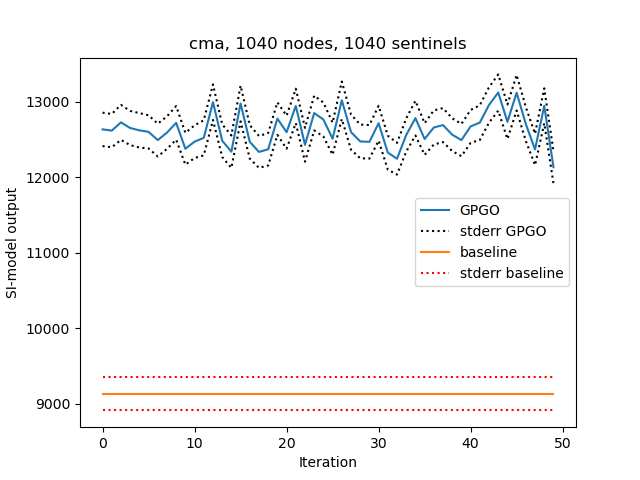 cma, 1040 nodes, 1040 sentinels
SI-model output
13000
12000
11000
10000
9000
GPGO
stderr GPGO
baseline
stderr baseline
0 10 20 30 40 50
Iteration